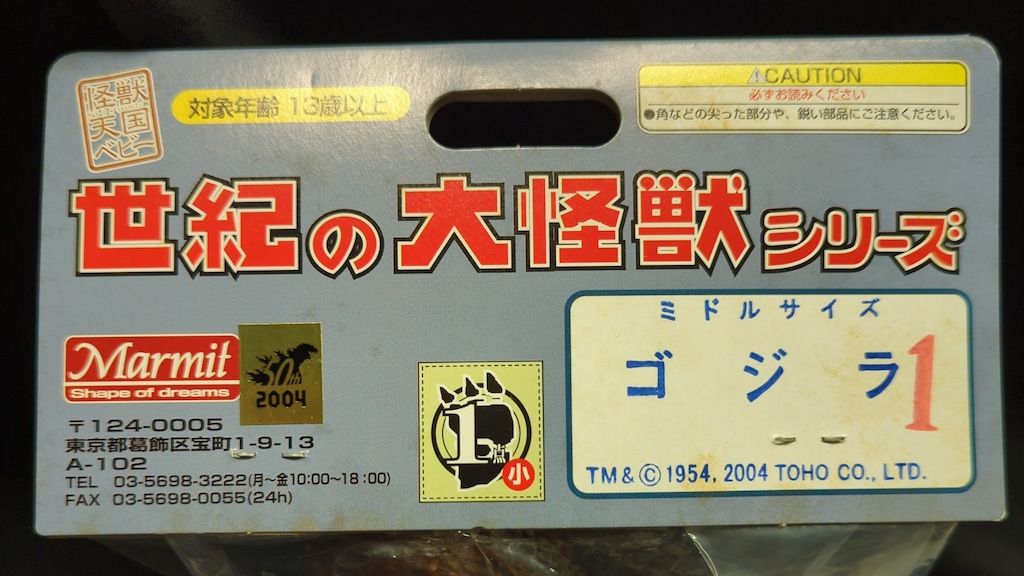 怪獣
天国
ベビー
対象年齢 13歳以上
⚠CAUTION
必ずお読みください
●角などの尖った部分や、鋭い部品にご注意ください。
世紀の大怪獣シリーズ
Marmit
Shape of dreams
50th
2004
〒124-0005
東京都葛飾区宝町1-9-13
A-102
TEL 03-5698-3222(月～金10:00～18:00)
FAX 03-5698-0055(24h)
1点
小
ミドルサイズ
ゴジラ
1
TM & © 1954, 2004 TOHO CO., LTD.